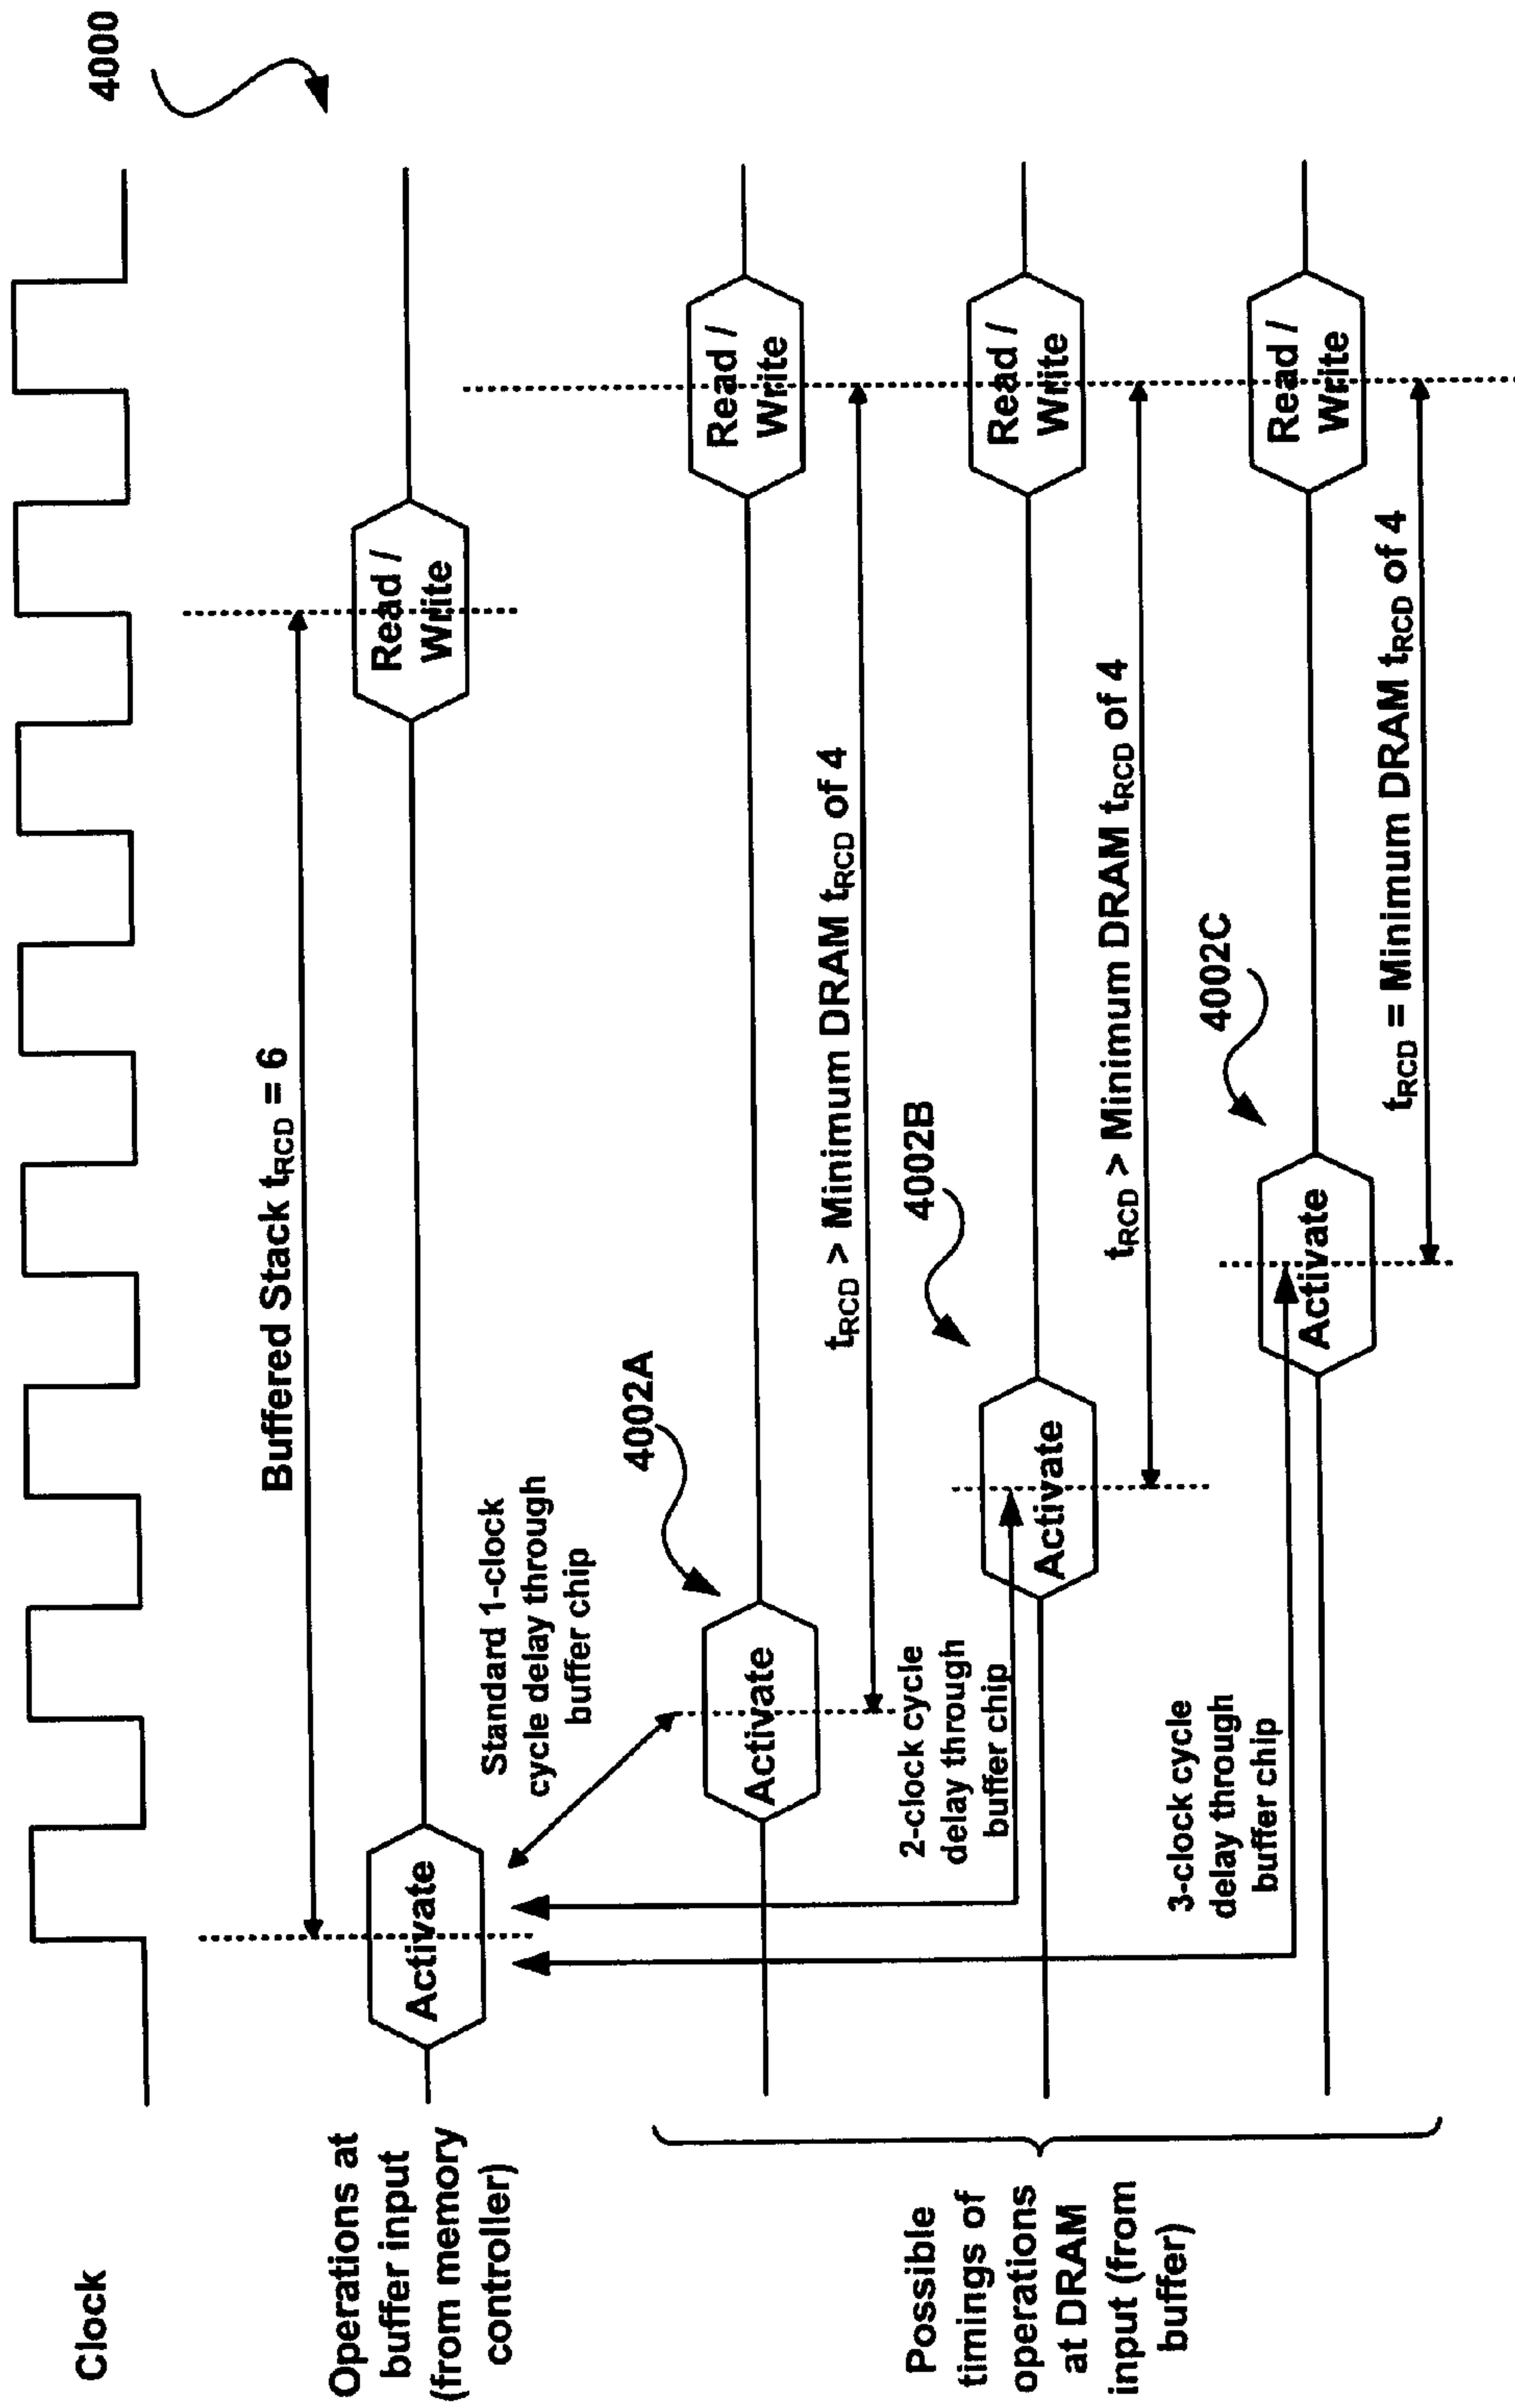 4000
Clock
Buffered Stack tRCD = 6
Operations at
buffer input
(from memory
controller)
Activate
Read /
Write
Standard 1-clock
cycle delay through
buffer chip
4002A
Possible
timings of
operations
at DRAM
input (from
buffer)
Activate
Read /
Write
tRCD > Minimum DRAM tRCD of 4
2-clock cycle
delay through
buffer chip
4002B
Activate
Read /
Write
tRCD > Minimum DRAM tRCD of 4
3-clock cycle
delay through
buffer chip
4002C
Activate
Read /
Write
tRCD = Minimum DRAM tRCD of 4